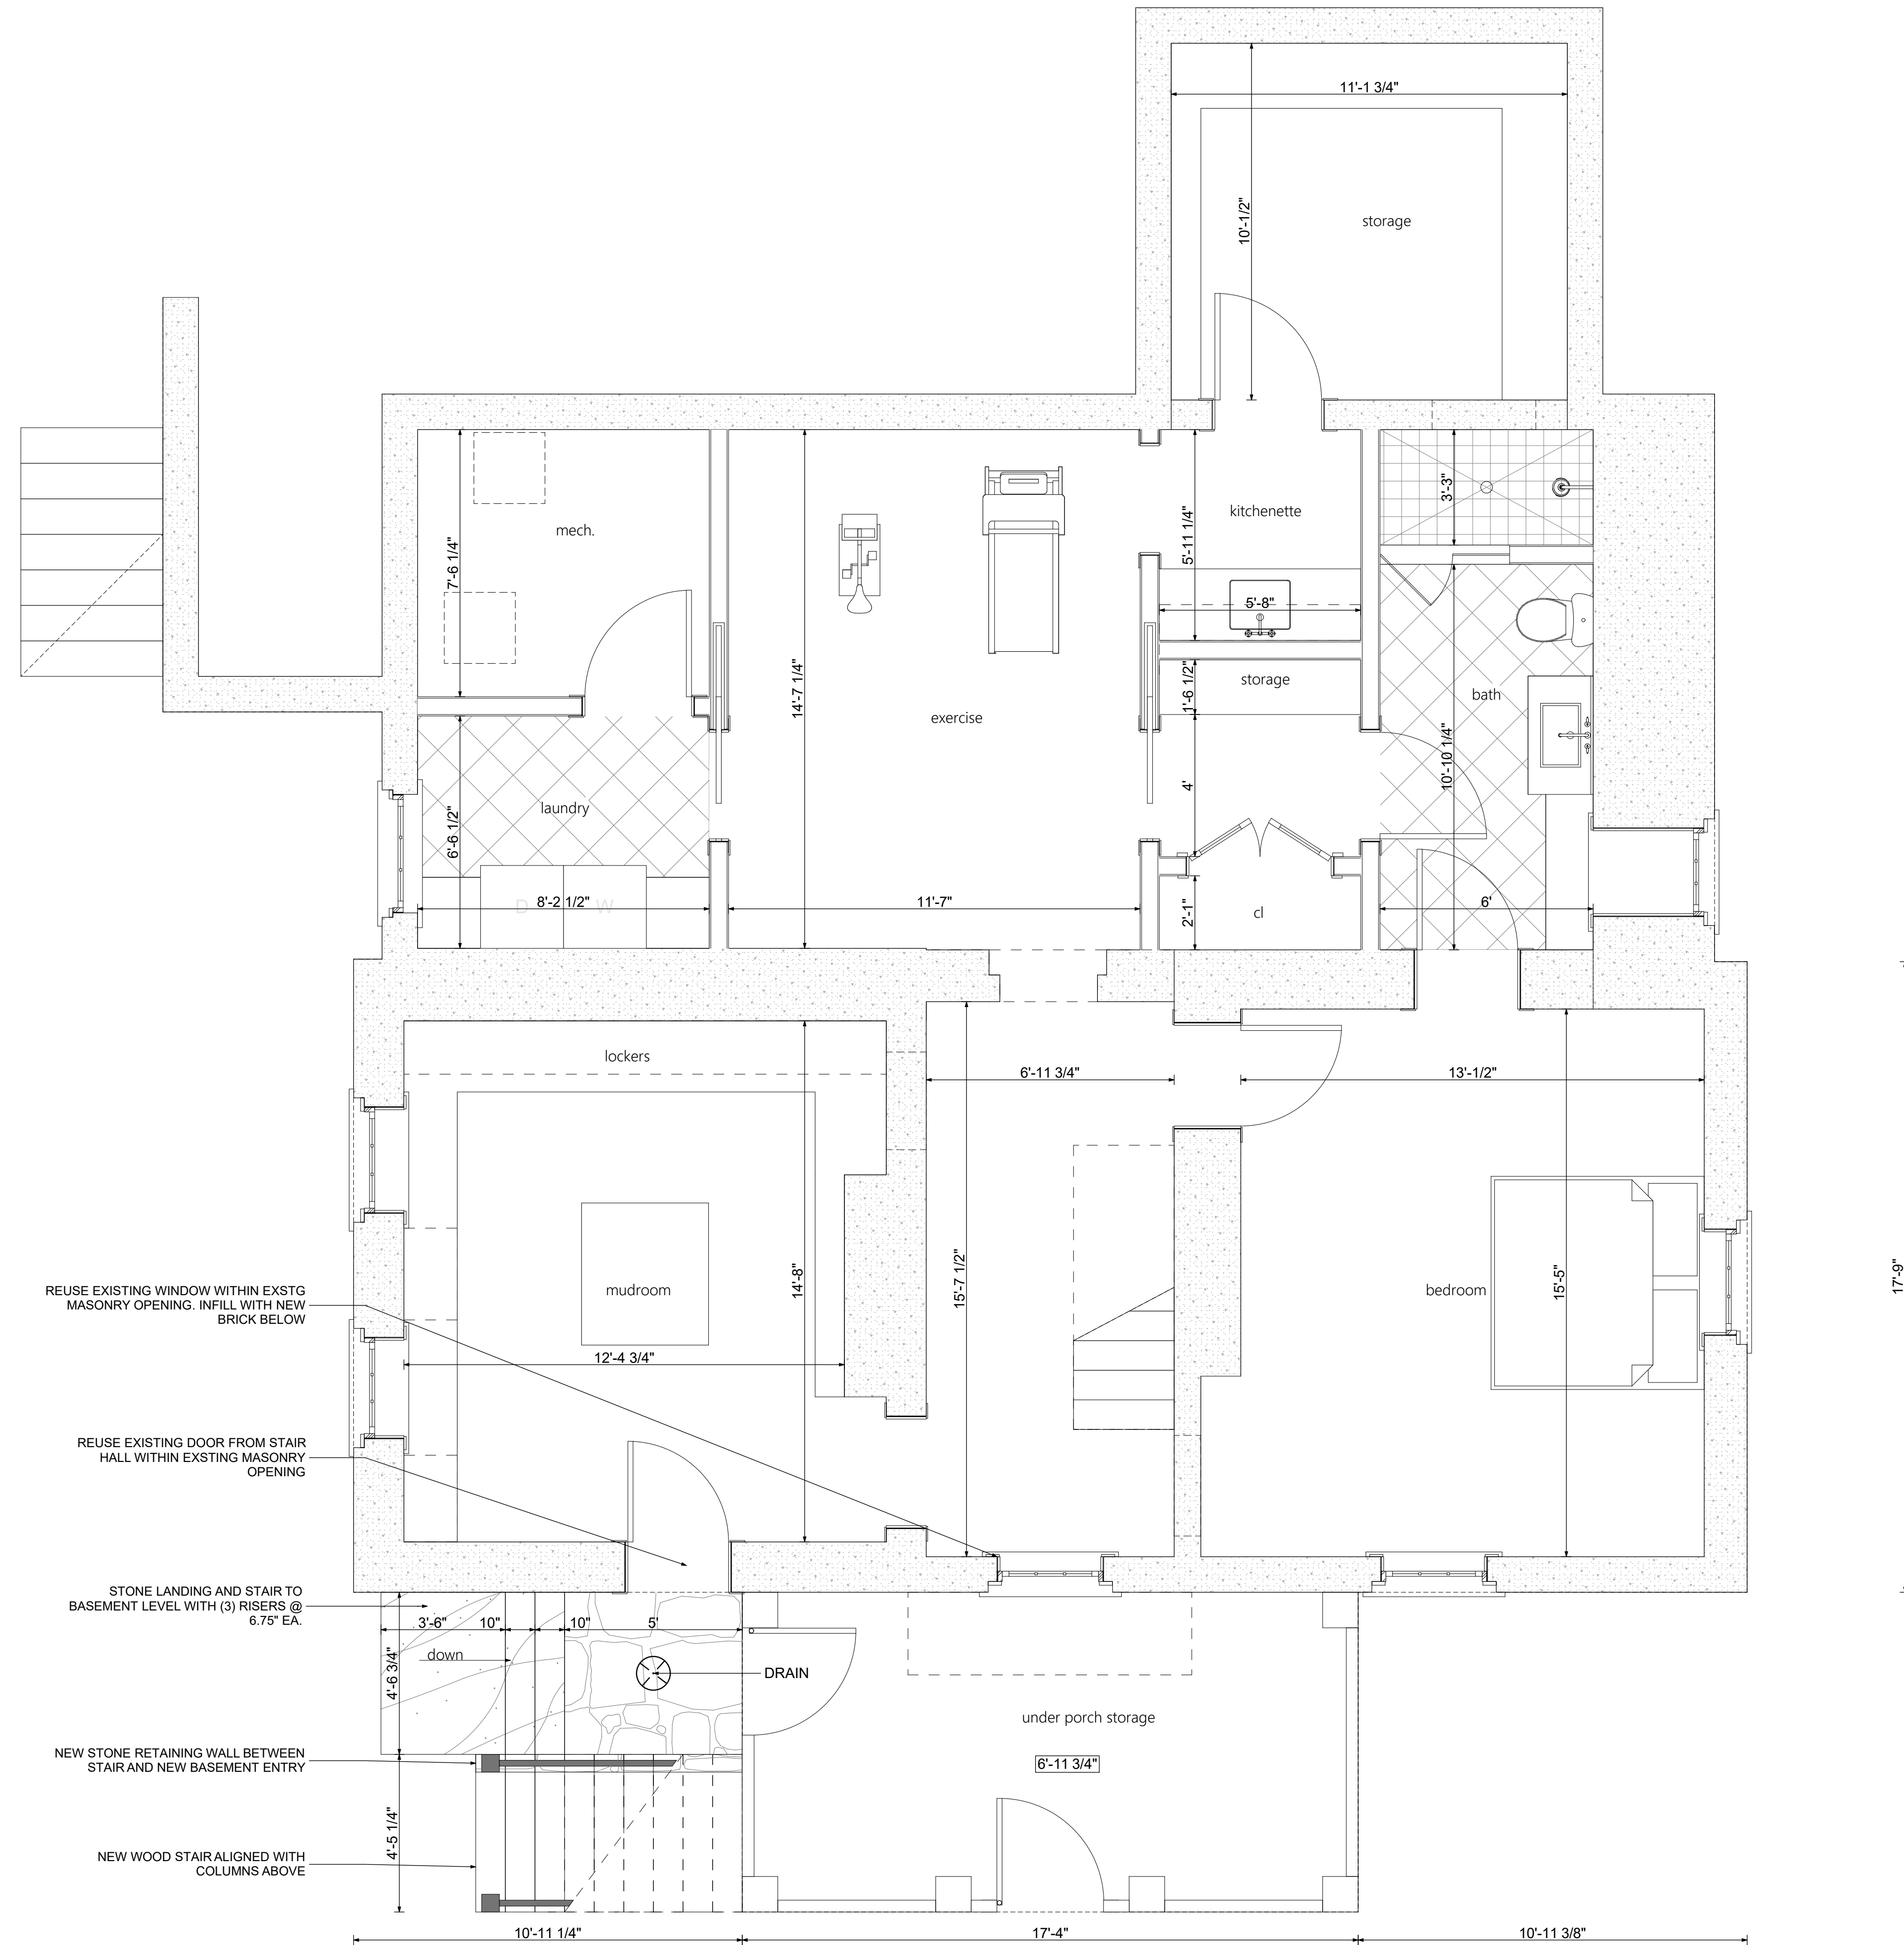 11'-1 3/4"
10'-1/2"
storage
7'-6 1/4"
mech.
14'-7 1/4"
exercise
5'-11 1/4"
kitchenette
5'-8"
3'-3"
1'-6 1/2"
storage
bath
10'-10 1/4"
4'
laundry
6'-6 1/2"
D
W
8'-2 1/2"
11'-7"
2'-1"
cl
6'
lockers
6'-11 3/4"
13'-1/2"
14'-8"
mudroom
15'-7 1/2"
bedroom
15'-5"
17'-9"
12'-4 3/4"
REUSE EXISTING WINDOW WITHIN EXSTG
MASONRY OPENING. INFILL WITH NEW
BRICK BELOW
REUSE EXISTING DOOR FROM STAIR
HALL WITHIN EXSTING MASONRY
OPENING
STONE LANDING AND STAIR TO
BASEMENT LEVEL WITH (3) RISERS @
6.75" EA.
3'-6"
10"
10"
5'
4'-6 3/4"
down
DRAIN
under porch storage
6'-11 3/4"
NEW STONE RETAINING WALL BETWEEN
STAIR AND NEW BASEMENT ENTRY
4'-5 1/4"
NEW WOOD STAIR ALIGNED WITH
COLUMNS ABOVE
10'-11 1/4"
17'-4"
10'-11 3/8"